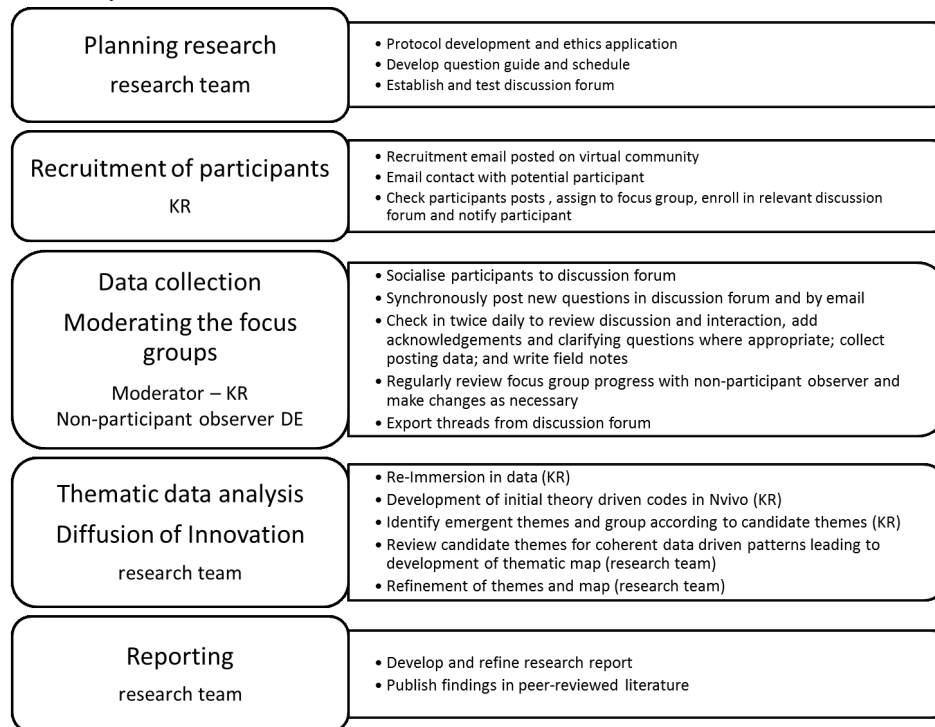 Planning research
research team
• Protocol development and ethics application
• Develop question guide and schedule
• Establish and test discussion forum
Recruitment of participants
KR
• Recruitment email posted on virtual community
• Email contact with potential participant
• Check participants posts , assign to focus group, enroll in relevant discussion
forum and notify participant
Data collection
Moderating the focus
groups
Moderator – KR
Non-participant observer DE
• Socialise participants to discussion forum
• Synchronously post new questions in discussion forum and by email
• Check in twice daily to review discussion and interaction, add
acknowledgements and clarifying questions where appropriate; collect
posting data; and write field notes
• Regularly review focus group progress with non-participant observer and
make changes as necessary
• Export threads from discussion forum
Thematic data analysis
Diffusion of Innovation
research team
• Re-Immersion in data (KR)
• Development of initial theory driven codes in Nvivo (KR)
• Identify emergent themes and group according to candidate themes (KR)
• Review candidate themes for coherent data driven patterns leading to
development of thematic map (research team)
• Refinement of themes and map (research team)
Reporting
research team
• Develop and refine research report
• Publish findings in peer-reviewed literature